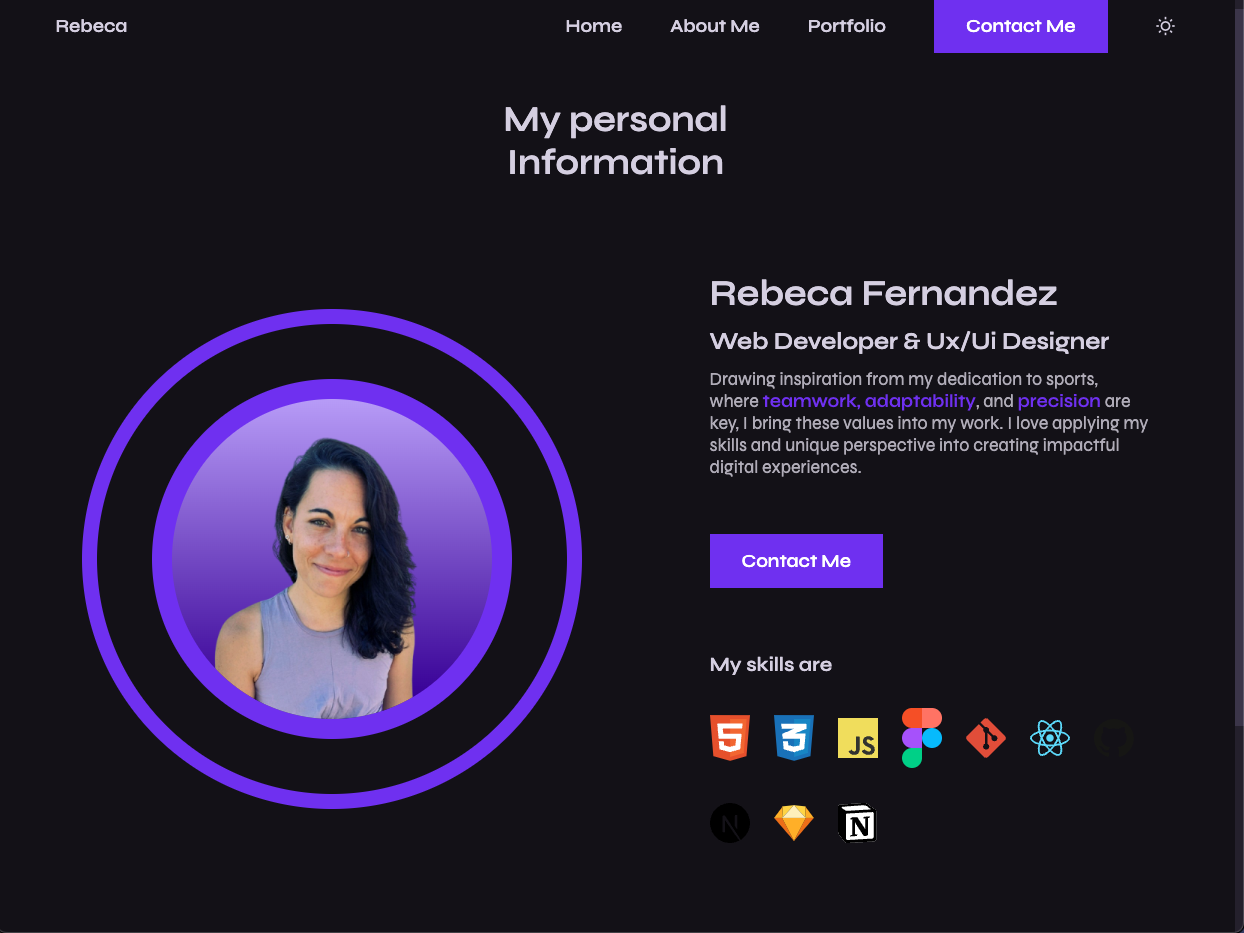 Rebeca
Home
About Me
Portfolio
Contact Me
My personal
Information
Rebeca Fernandez
Web Developer & Ux/Ui Designer
Drawing inspiration from my dedication to sports,
where teamwork, adaptability, and precision are
key, I bring these values into my work. I love applying my
skills and unique perspective into creating impactful
digital experiences.
Contact Me
My skills are
5
3
JS
N
N